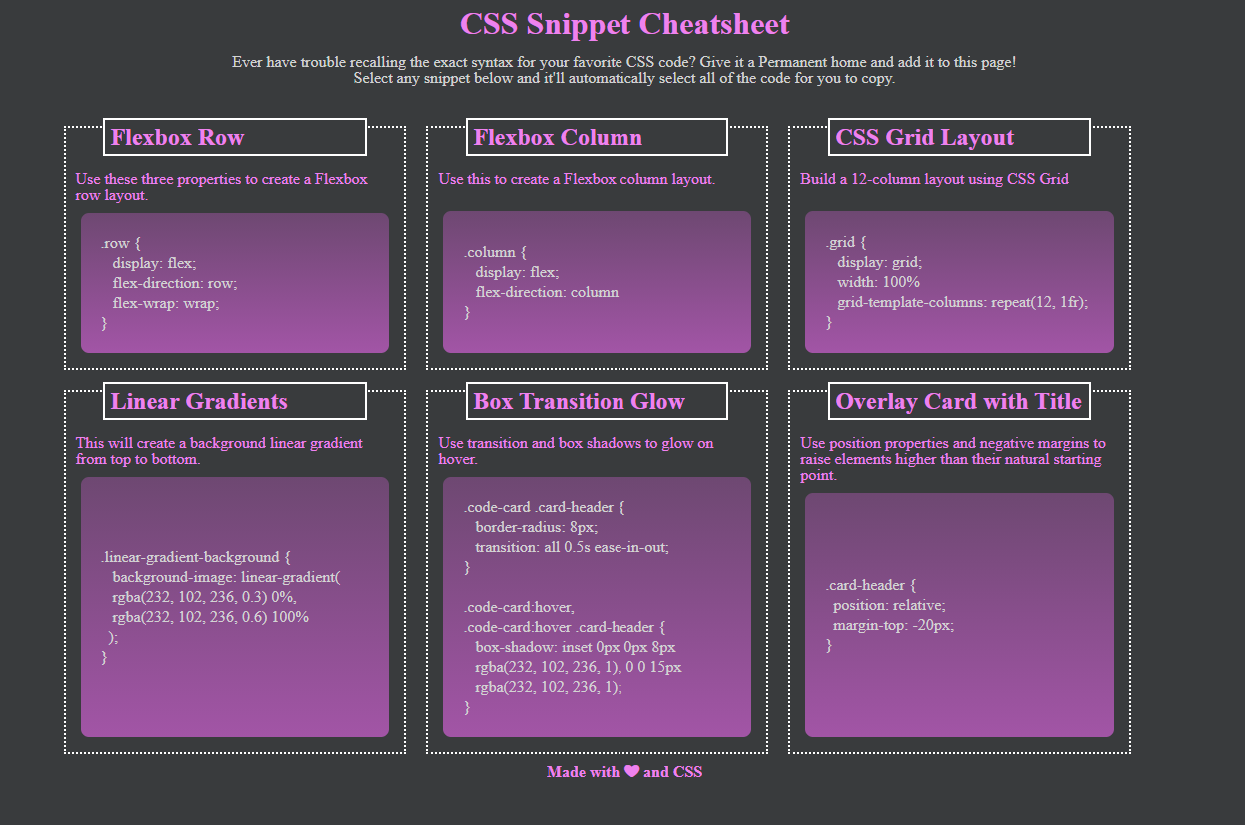 CSS Snippet Cheatsheet
Ever have trouble recalling the exact syntax for your favorite CSS code? Give it a Permanent home and add it to this page!
Select any snippet below and it'll automatically select all of the code for you to copy.
Flexbox Row
Use these three properties to create a Flexbox
row layout.
.row {
display: flex;
flex-direction: row;
flex-wrap: wrap;
}
Flexbox Column
Use this to create a Flexbox column layout.
.column {
display: flex;
flex-direction: column
}
CSS Grid Layout
Build a 12-column layout using CSS Grid
.grid {
display: grid;
width: 100%
grid-template-columns: repeat(12, 1fr);
}
Linear Gradients
This will create a background linear gradient
from top to bottom.
.linear-gradient-background {
background-image: linear-gradient(
rgba(232, 102, 236, 0.3) 0%,
rgba(232, 102, 236, 0.6) 100%
);
}
Box Transition Glow
Use transition and box shadows to glow on
hover.
.code-card .card-header {
border-radius: 8px;
transition: all 0.5s ease-in-out;
}
.code-card:hover,
.code-card:hover .card-header {
box-shadow: inset 0px 0px 8px
rgba(232, 102, 236, 1), 0 0 15px
rgba(232, 102, 236, 1);
}
Overlay Card with Title
Use position properties and negative margins to
raise elements higher than their natural starting
point.
.card-header {
position: relative;
margin-top: -20px;
}
Made with ♥ and CSS